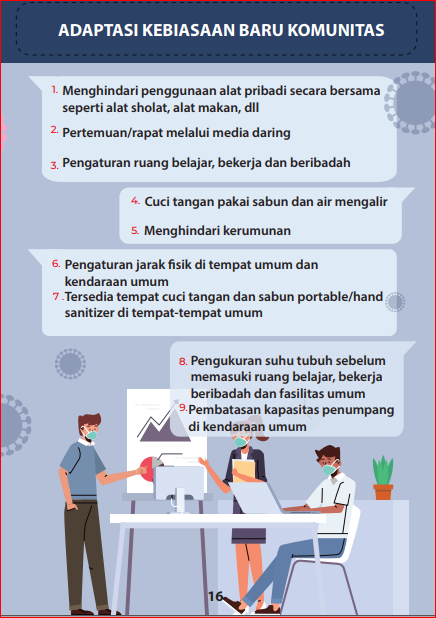 ADAPTASI KEBIASAAN BARU KOMUNITAS
1. Menghindari penggunaan alat pribadi secara bersama
seperti alat sholat, alat makan, dll
2. Pertemuan/rapat melalui media daring
3. Pengaturan ruang belajar, bekerja dan beribadah
4. Cuci tangan pakai sabun dan air mengalir
5. Menghindari kerumunan
6. Pengaturan jarak fisik di tempat umum dan
kendaraan umum
7 .Tersedia tempat cuci tangan dan sabun portable/hand
sanitizer di tempat-tempat umum
8. Pengukuran suhu tubuh sebelum
memasuki ruang belajar, bekerja
beribadah dan fasilitas umum
9. Pembatasan kapasitas penumpang
di kendaraan umum
16